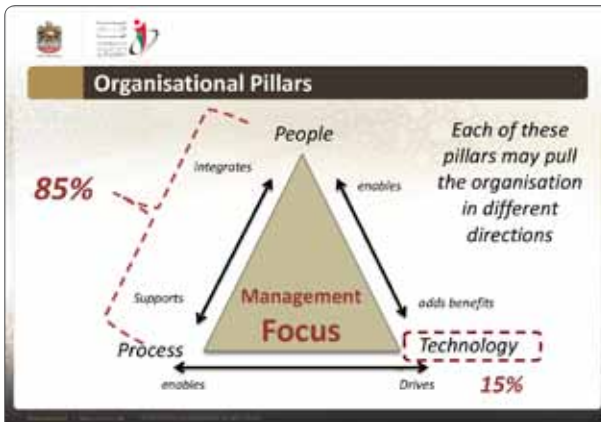 Organisational Pillars
People
Each of these
pillars may pull
the organisation
in different
directions
integrates
enables
85%
Supports
adds benefits
Management
Focus
Process
Technology
enables
Drives
15%